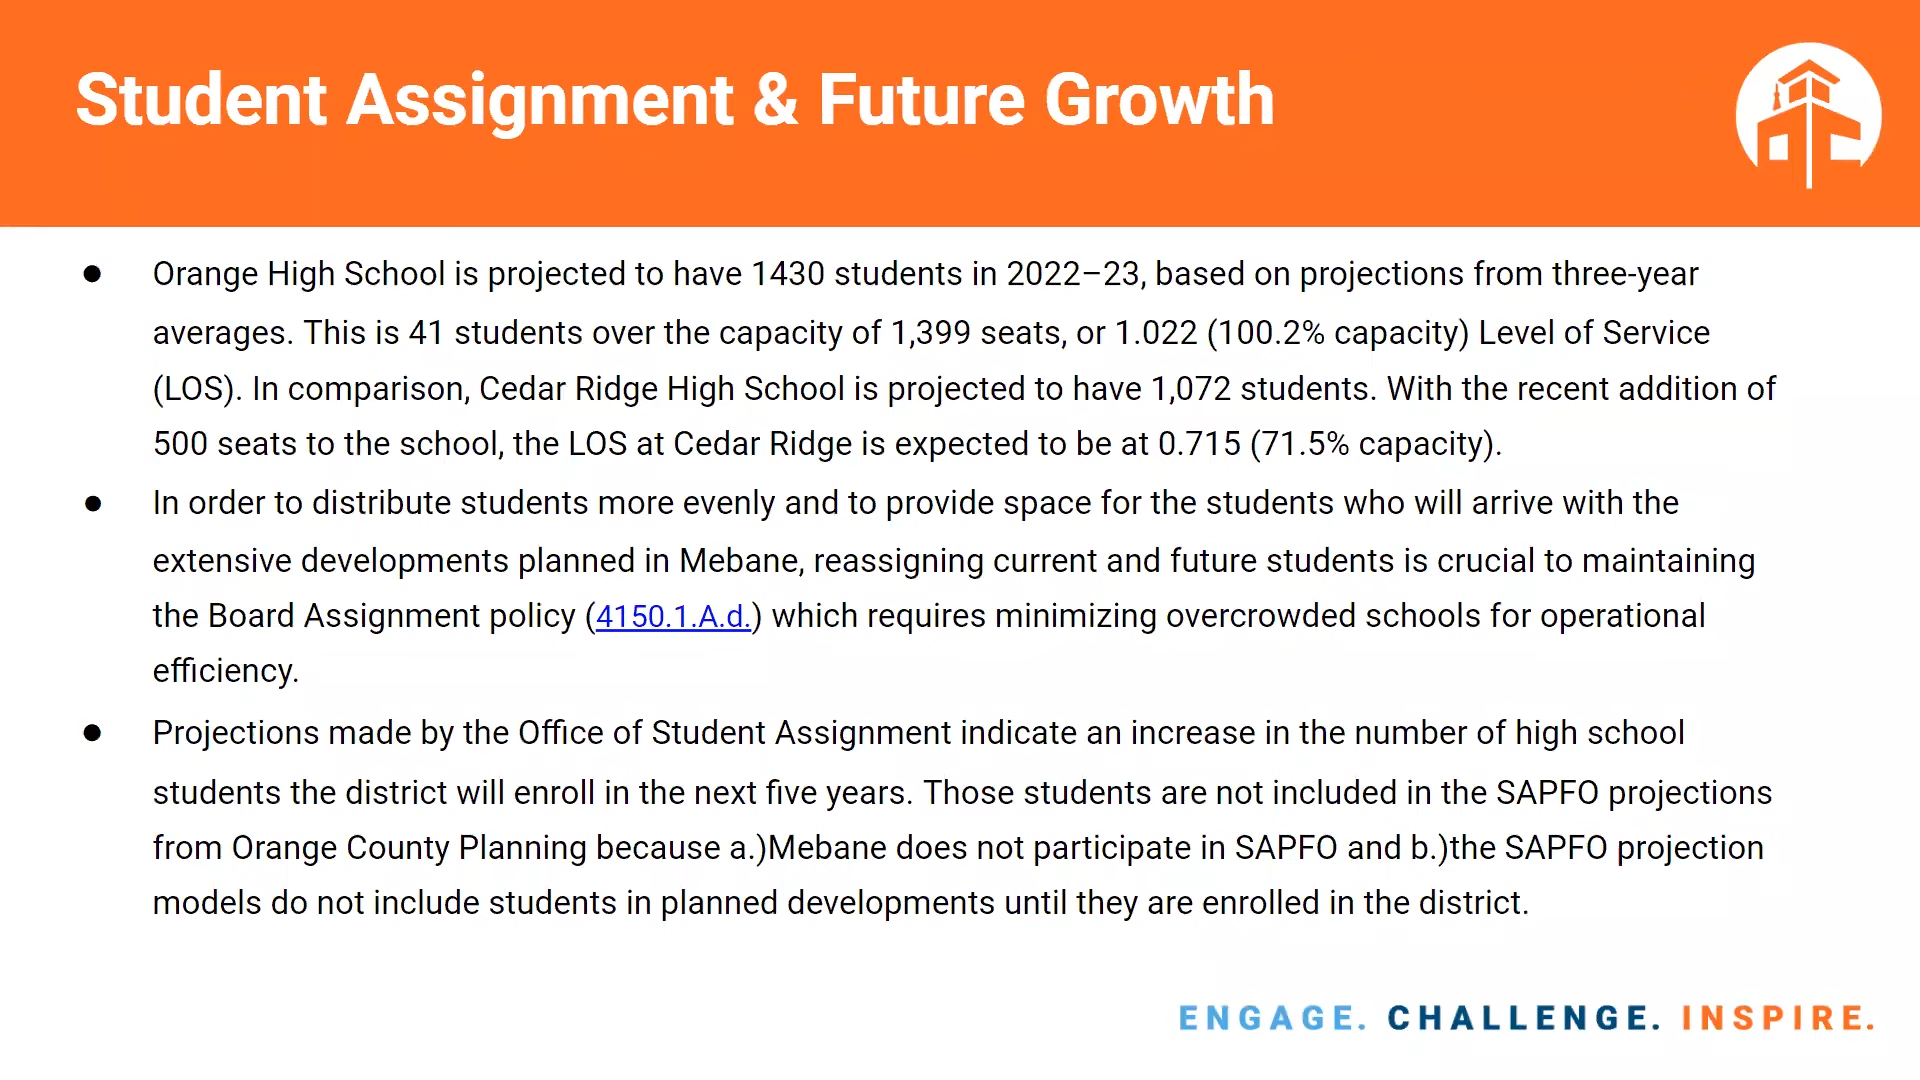 Student Assignment & Future Growth
● Orange High School is projected to have 1430 students in 2022–23, based on projections from three-year
averages. This is 41 students over the capacity of 1,399 seats, or 1.022 (100.2% capacity) Level of Service
(LOS). In comparison, Cedar Ridge High School is projected to have 1,072 students. With the recent addition of
500 seats to the school, the LOS at Cedar Ridge is expected to be at 0.715 (71.5% capacity).
● In order to distribute students more evenly and to provide space for the students who will arrive with the
extensive developments planned in Mebane, reassigning current and future students is crucial to maintaining
the Board Assignment policy (4150.1.A.d.) which requires minimizing overcrowded schools for operational
efficiency.
● Projections made by the Office of Student Assignment indicate an increase in the number of high school
students the district will enroll in the next five years. Those students are not included in the SAPFO projections
from Orange County Planning because a.)Mebane does not participate in SAPFO and b.)the SAPFO projection
models do not include students in planned developments until they are enrolled in the district.
ENGAGE. CHALLENGE. INSPIRE.